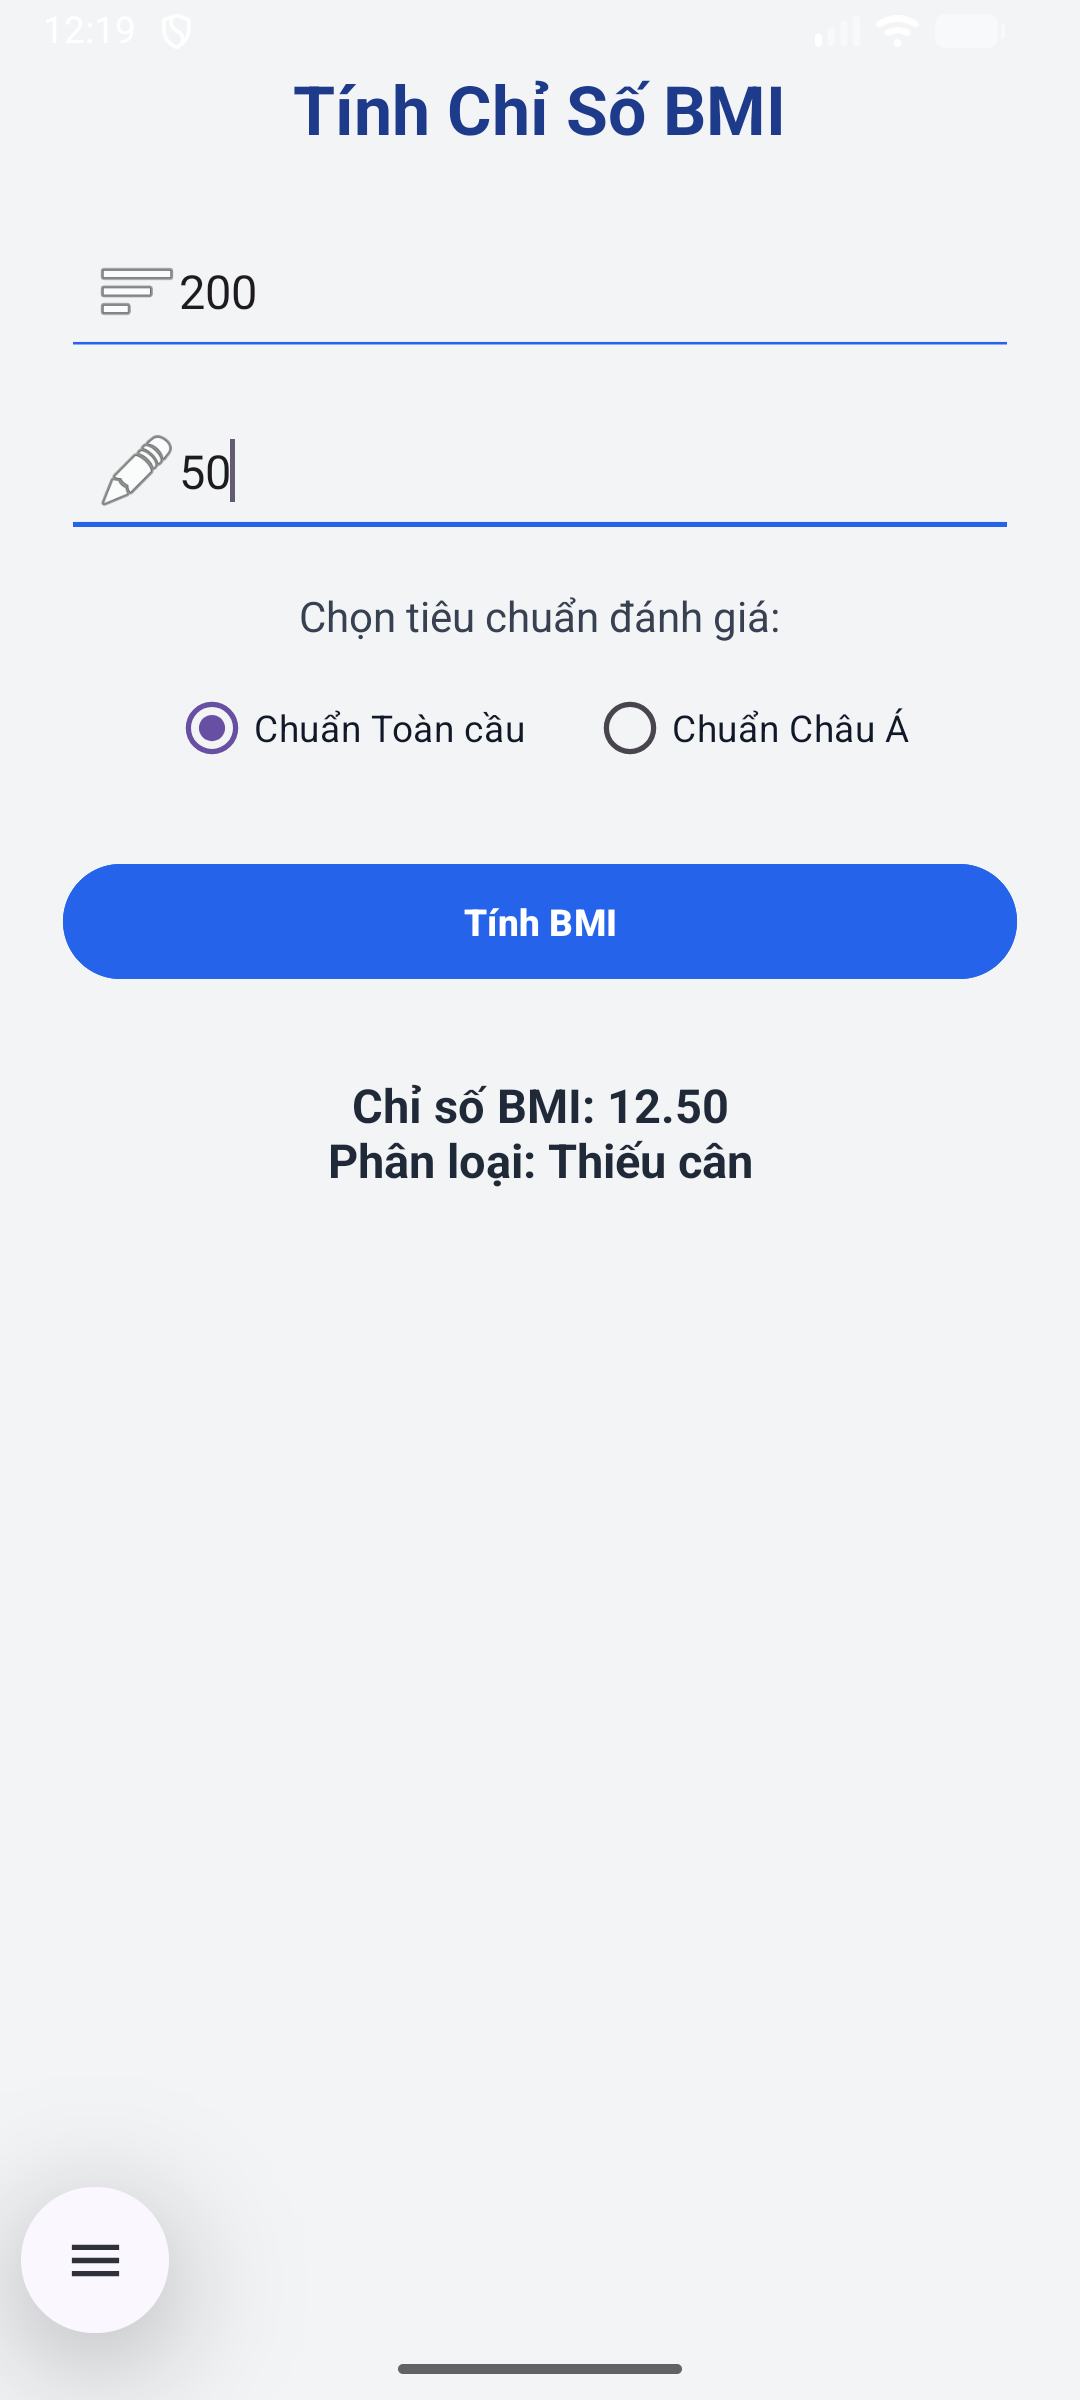 12:19
Tính Chỉ Số BMI
200
50
Chọn tiêu chuẩn đánh giá:
Chuẩn Toàn cầu
Chuẩn Châu Á
Tính BMI
Chỉ số BMI: 12.50
Phân loại: Thiếu cân